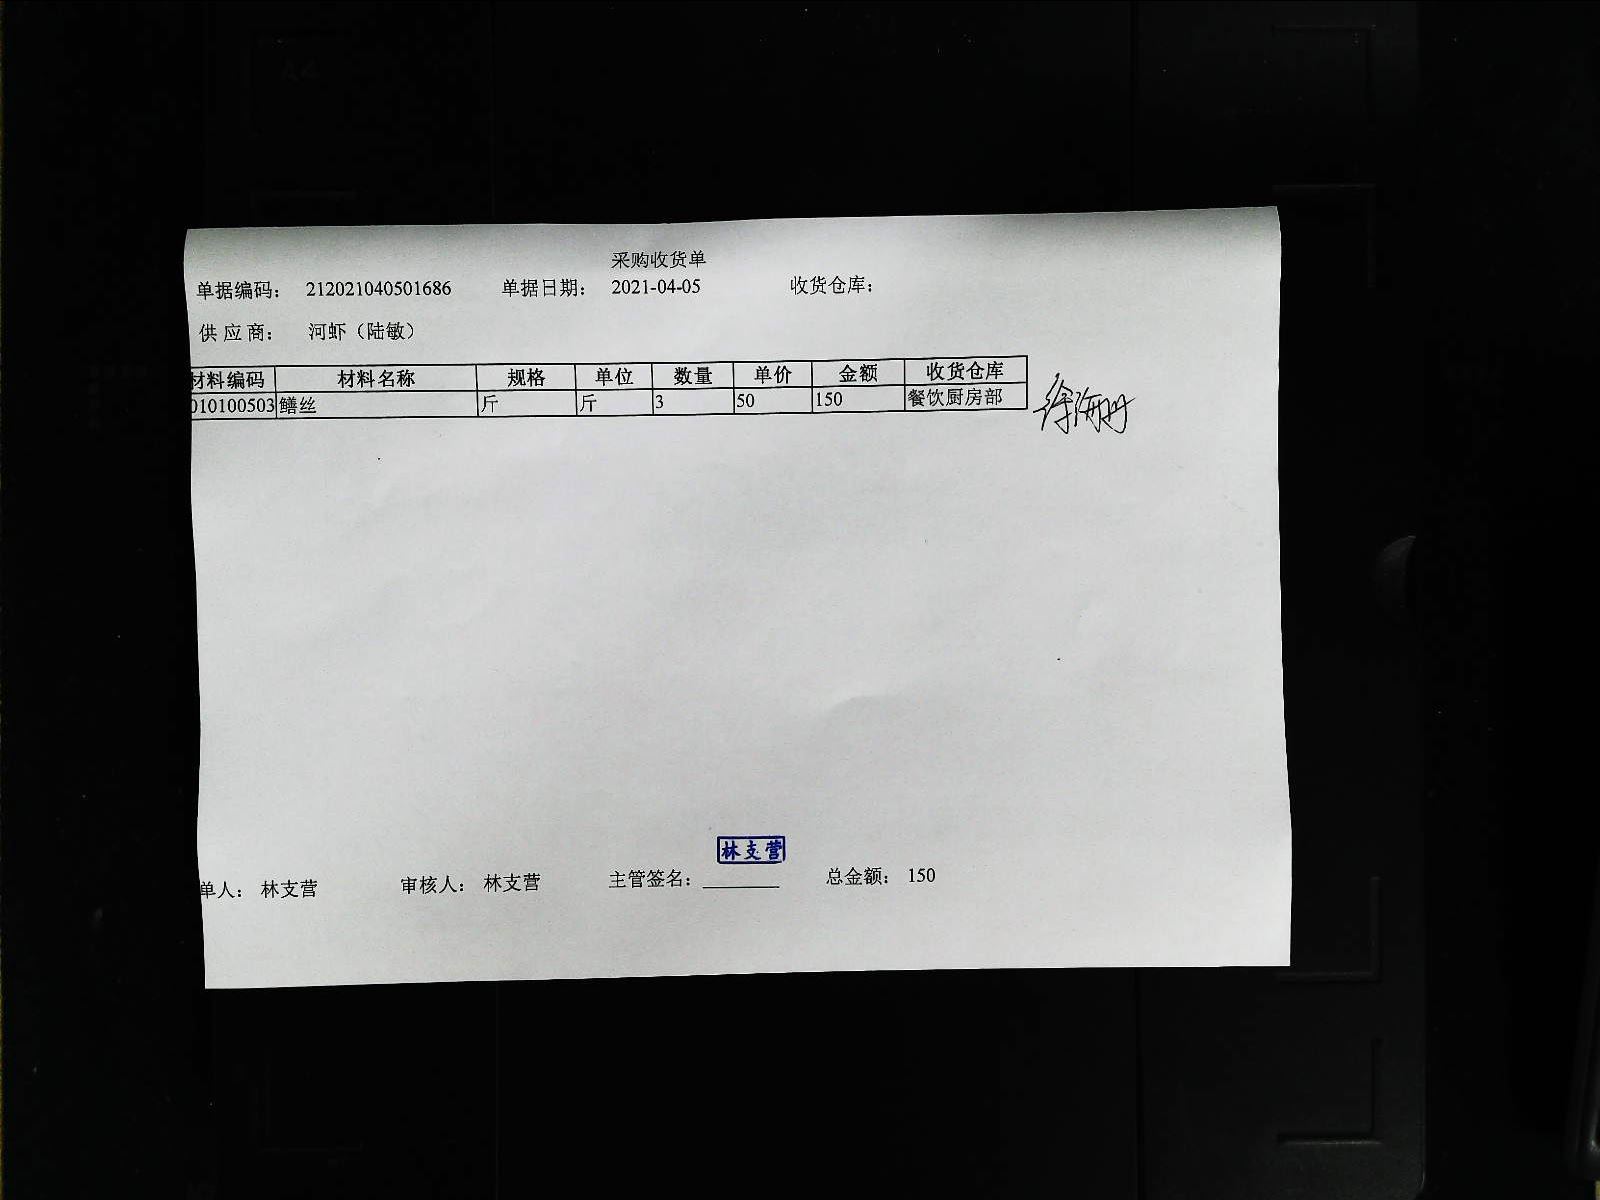 采购收货单
单据编码： 212021040501686 单据日期： 2021-04-05 收货仓库：
供应商： 河虾（陆敏）
材料编码 材料名称 规格 单位 数量 单价 金额 收货仓库
010100503 鳝丝 斤 斤 3 50 150 餐饮厨房部
徐海丹
林支营
单人： 林支营 审核人： 林支营 主管签名： 总金额： 150